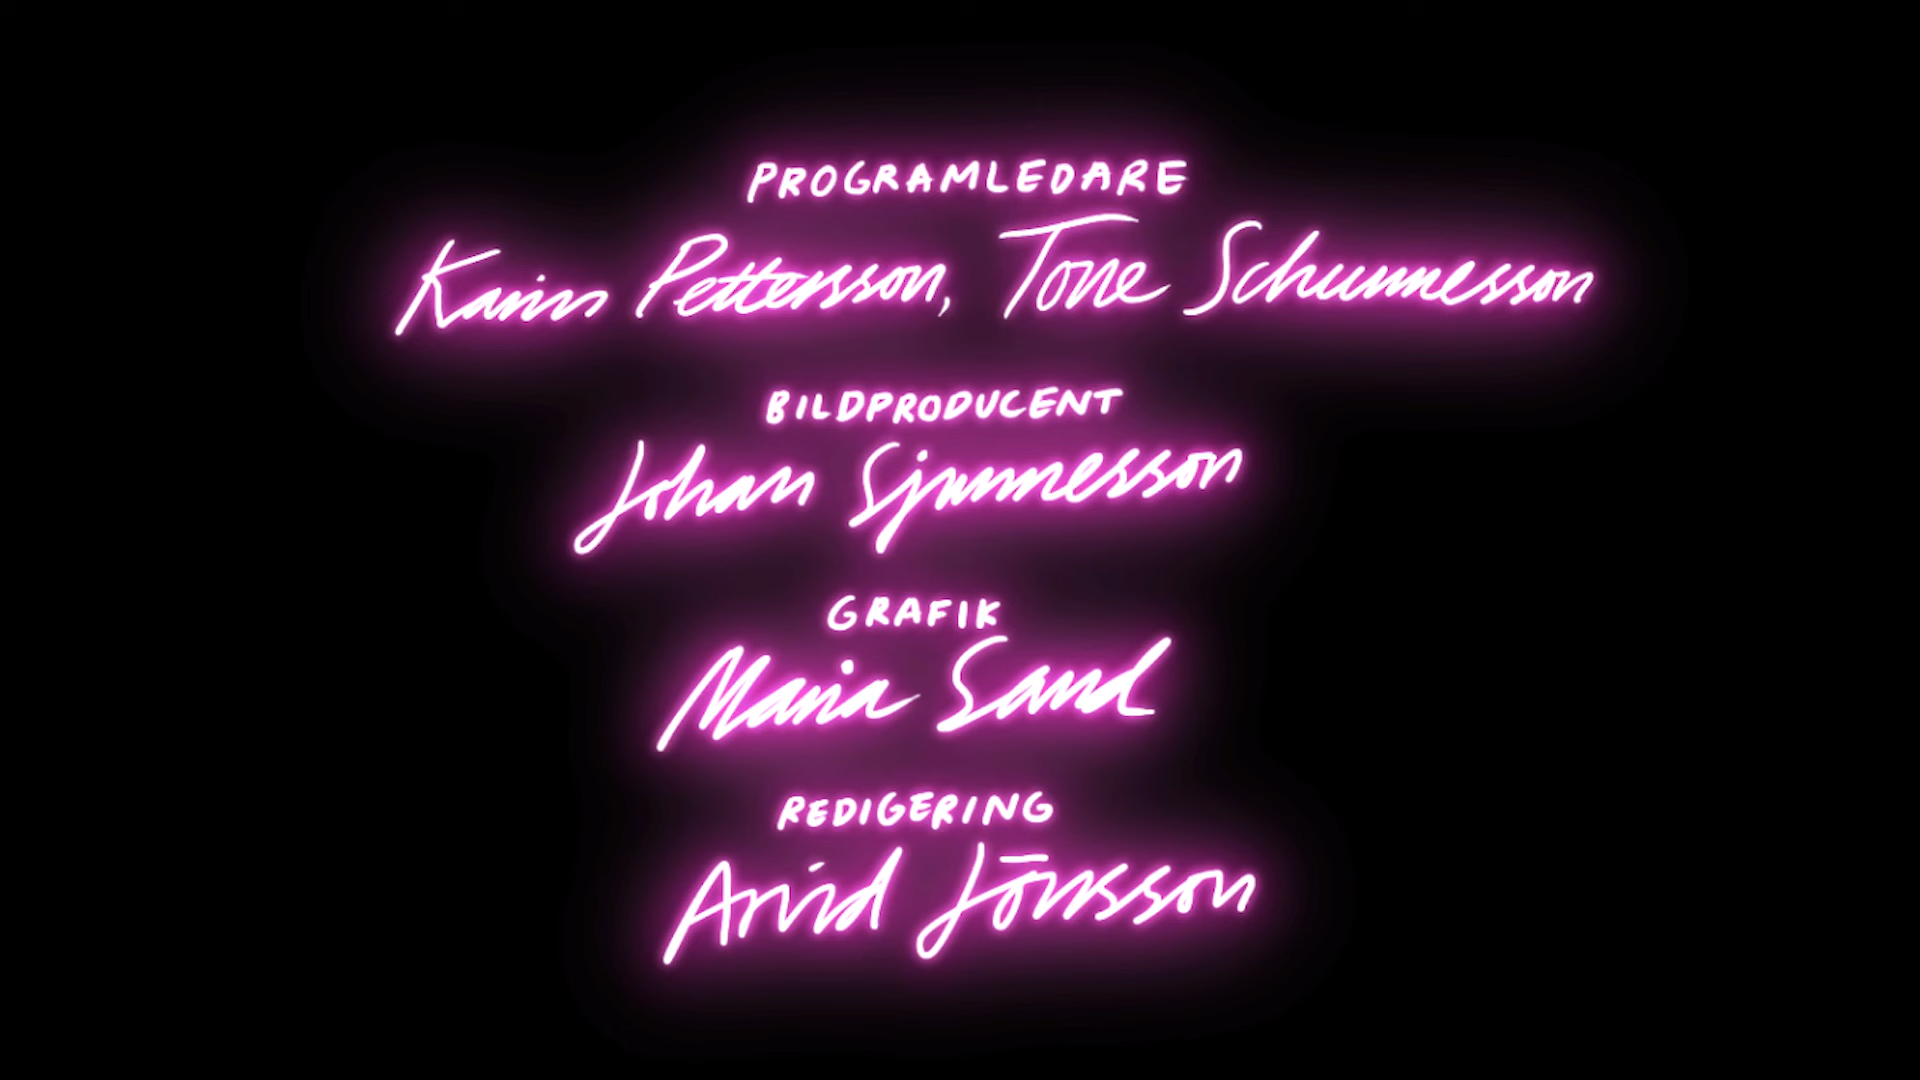 PROGRAMLEDARE
Karin Pettersson, Tone Schunnesson
BILDPRODUCENT
Johan Sjunnesson
GRAFIK
Maria Sand
REDIGERING
Arvid Jönsson